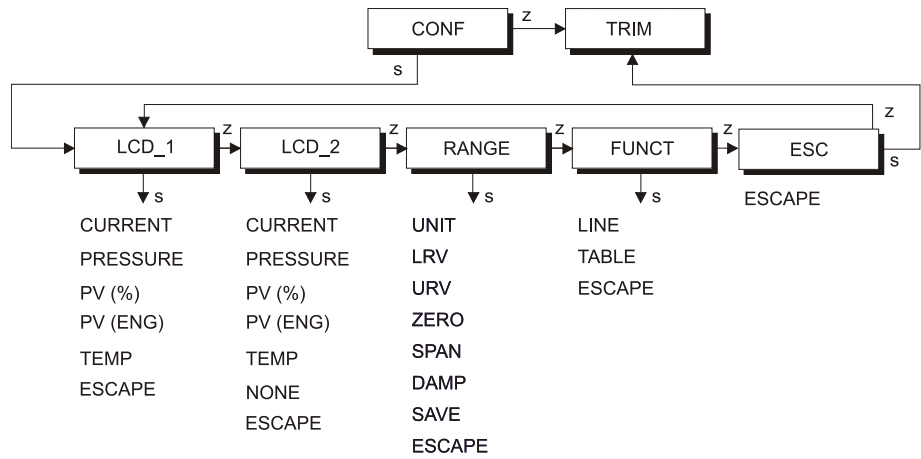 CONF
z
TRIM
s
z
LCD_1
z
LCD_2
z
RANGE
z
FUNCT
z
ESC
s
s
s
s
s
CURRENT
PRESSURE
PV (%)
PV (ENG)
TEMP
ESCAPE
CURRENT
PRESSURE
PV (%)
PV (ENG)
TEMP
NONE
ESCAPE
UNIT
LRV
URV
ZERO
SPAN
DAMP
SAVE
ESCAPE
LINE
TABLE
ESCAPE
ESCAPE